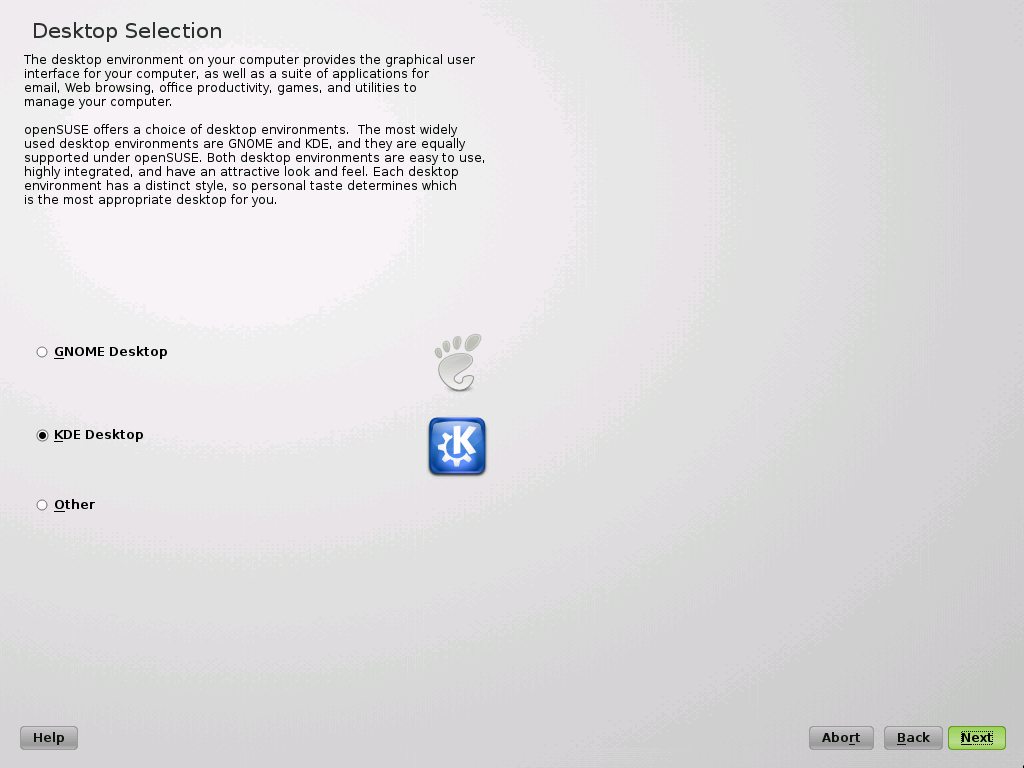 Desktop Selection
The desktop environment on your computer provides the graphical user
interface for your computer, as well as a suite of applications for
email, Web browsing, office productivity, games, and utilities to
manage your computer.
openSUSE offers a choice of desktop environments.  The most widely
used desktop environments are GNOME and KDE, and they are equally
supported under openSUSE. Both desktop environments are easy to use,
highly integrated, and have an attractive look and feel. Each desktop
environment has a distinct style, so personal taste determines which
is the most appropriate desktop for you.
GNOME Desktop
KDE Desktop
K
Other
Help Abort Back Next